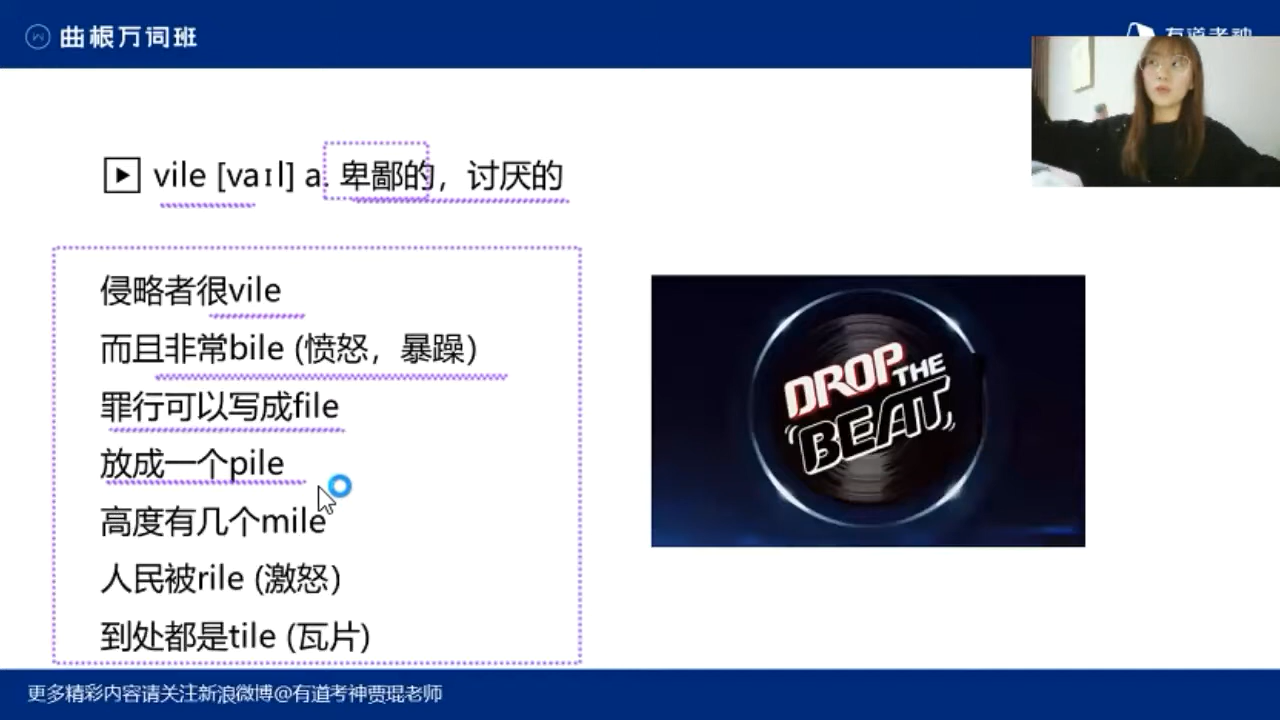 曲根万词班
有道考神
vile [vaɪl] a. 卑鄙的，讨厌的
侵略者很vile
而且非常bile (愤怒，暴躁）
罪行可以写成file
放成一个pile
高度有几个mile
人民被rile (激怒）
到处都是tile (瓦片)
DROP THE
BEAT
更多精彩内容请关注新浪微博@有道考神贾琨老师